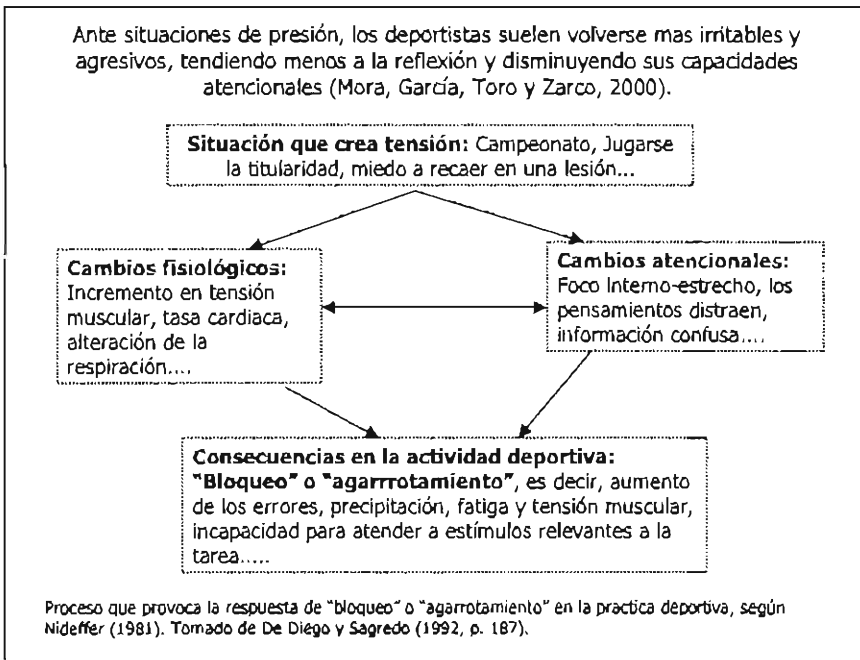 Ante situaciones de presión, los deportistas suelen volverse mas irritables y
agresivos, tendiendo menos a la reflexión y disminuyendo sus capacidades
atencionales (Mora, García, Toro y Zarco, 2000).
Situación que crea tensión: Campeonato, Jugarse
la titularidad, miedo a recaer en una lesión...
Cambios fisiológicos:
Incremento en tensión
muscular, tasa cardiaca,
alteración de la
respiración....
Cambios atencionales:
Foco Interno-estrecho, los
pensamientos distraen,
información confusa....
Consecuencias en la actividad deportiva:
"Bloqueo" o "agarrrotamiento", es decir, aumento
de los errores, precipitación, fatiga y tensión muscular,
incapacidad para atender a estímulos relevantes a la
tarea.....
Proceso que provoca la respuesta de "bloqueo" o "agarrotamiento" en la practica deportiva, según
Nideffer (1981). Tomado de De Diégo y Sagredo (1992, p. 187).